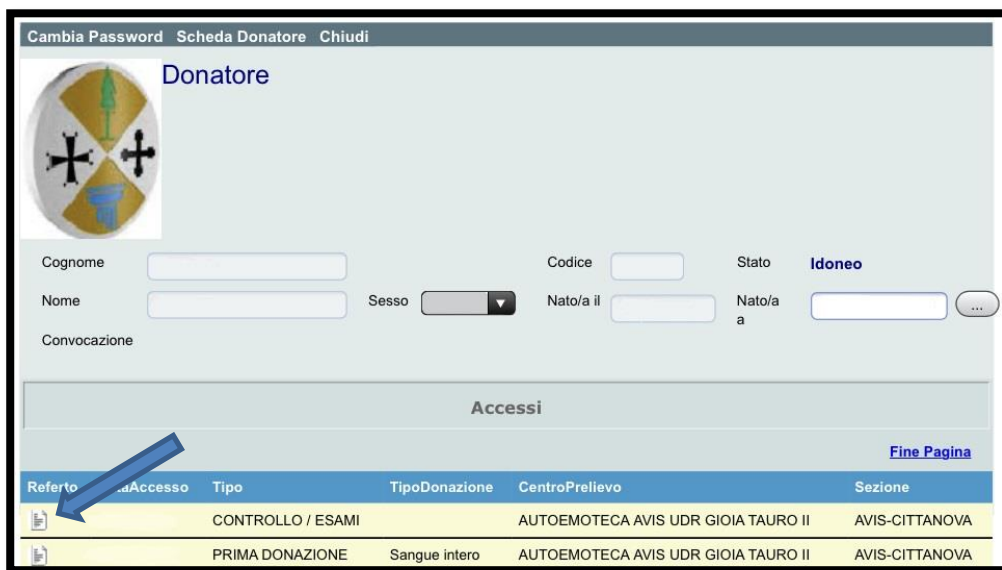 Cambia Password Scheda Donatore Chiudi
Donatore
Cognome Codice Stato Idoneo
Nome Sesso Nato/a il Nato/a a ...
Convocazione
Accessi
Fine Pagina
Referto Tipo TipoDonazione CentroPrelievo Sezione
CONTROLLO / ESAMI AUTOEMOTECA AVIS UDR GIOIA TAURO II AVIS-CITTANOVA
PRIMA DONAZIONE Sangue intero AUTOEMOTECA AVIS UDR GIOIA TAURO II AVIS-CITTANOVA